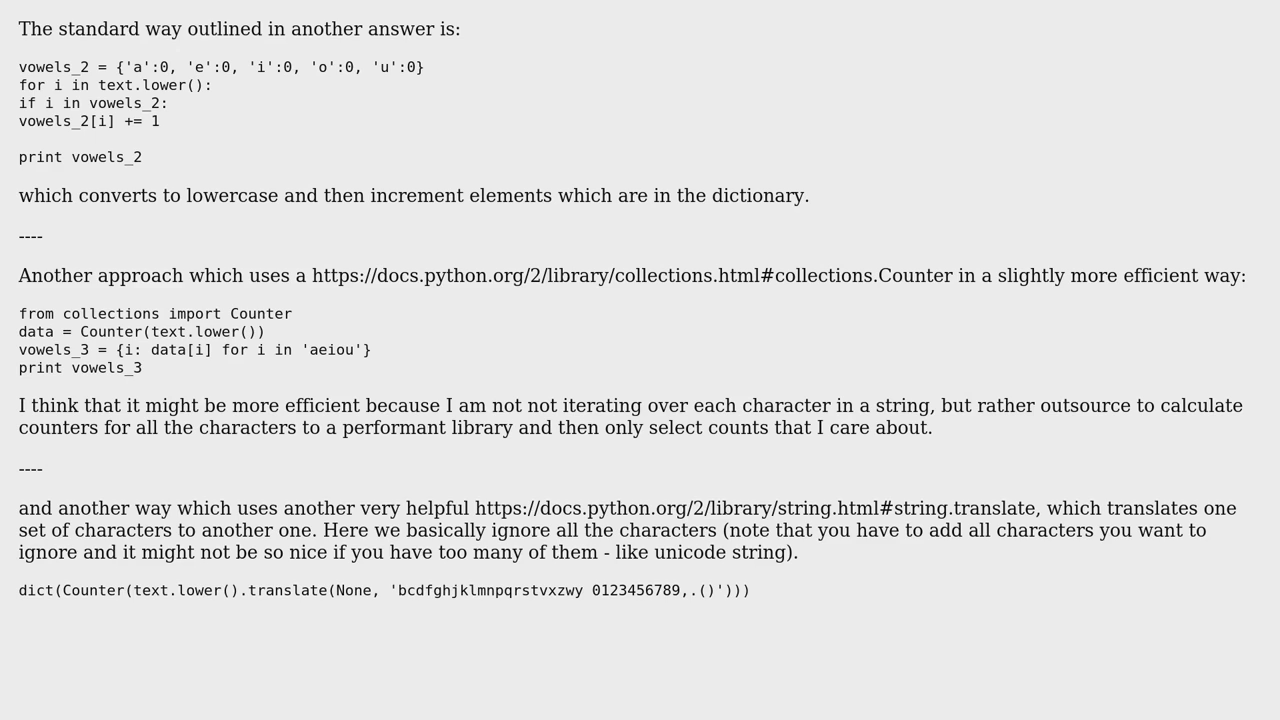 The standard way outlined in another answer is:
vowels_2 = {'a':0, 'e':0, 'i':0, 'o':0, 'u':0}
for i in text.lower():
if i in vowels_2:
vowels_2[i] += 1
print vowels_2
which converts to lowercase and then increment elements which are in the dictionary.
----
Another approach which uses a https://docs.python.org/2/library/collections.html#collections.Counter in a slightly more efficient way:
from collections import Counter
data = Counter(text.lower())
vowels_3 = {i: data[i] for i in 'aeiou'}
print vowels_3
I think that it might be more efficient because I am not not iterating over each character in a string, but rather outsource to calculate
counters for all the characters to a performant library and then only select counts that I care about.
----
and another way which uses another very helpful https://docs.python.org/2/library/string.html#string.translate, which translates one
set of characters to another one. Here we basically ignore all the characters (note that you have to add all characters you want to
ignore and it might not be so nice if you have too many of them - like unicode string).
dict(Counter(text.lower().translate(None, 'bcdfghjklmnpqrstvxzwy 0123456789,.()')))